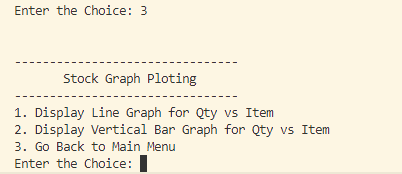 Enter the Choice: 3
-------------------------------
Stock Graph Ploting
-------------------------------
1. Display Line Graph for Qty vs Item
2. Display Vertical Bar Graph for Qty vs Item
3. Go Back to Main Menu
Enter the Choice: